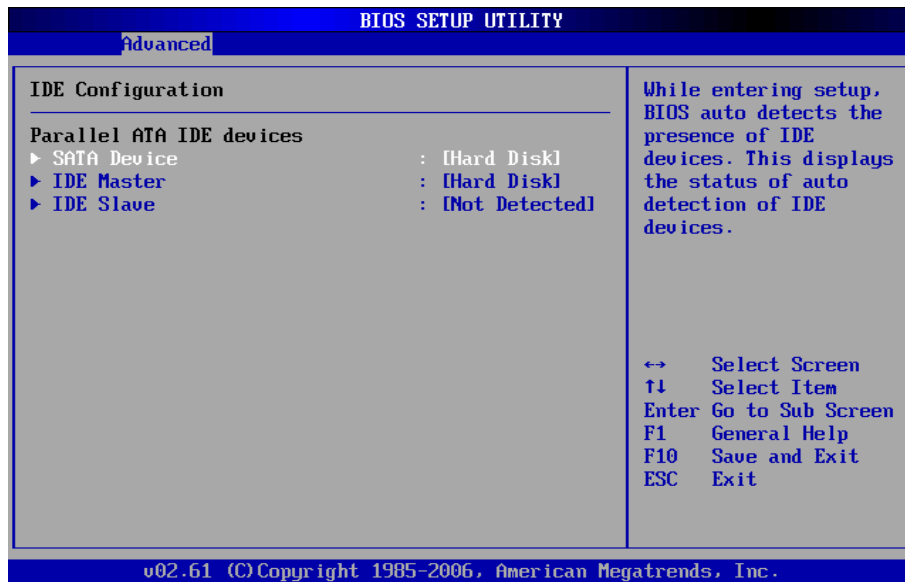 BIOS SETUP UTILITY
Advanced
IDE Configuration
Parallel ATA IDE devices
► SATA Device : [Hard Disk]
► IDE Master : [Hard Disk]
► IDE Slave : [Not Detected]
While entering setup,
BIOS auto detects the
presence of IDE
devices. This displays
the status of auto
detection of IDE
devices.
↔ Select Screen
↑↓ Select Item
Enter Go to Sub Screen
F1 General Help
F10 Save and Exit
ESC Exit
v02.61 (C)Copyright 1985-2006, American Megatrends, Inc.